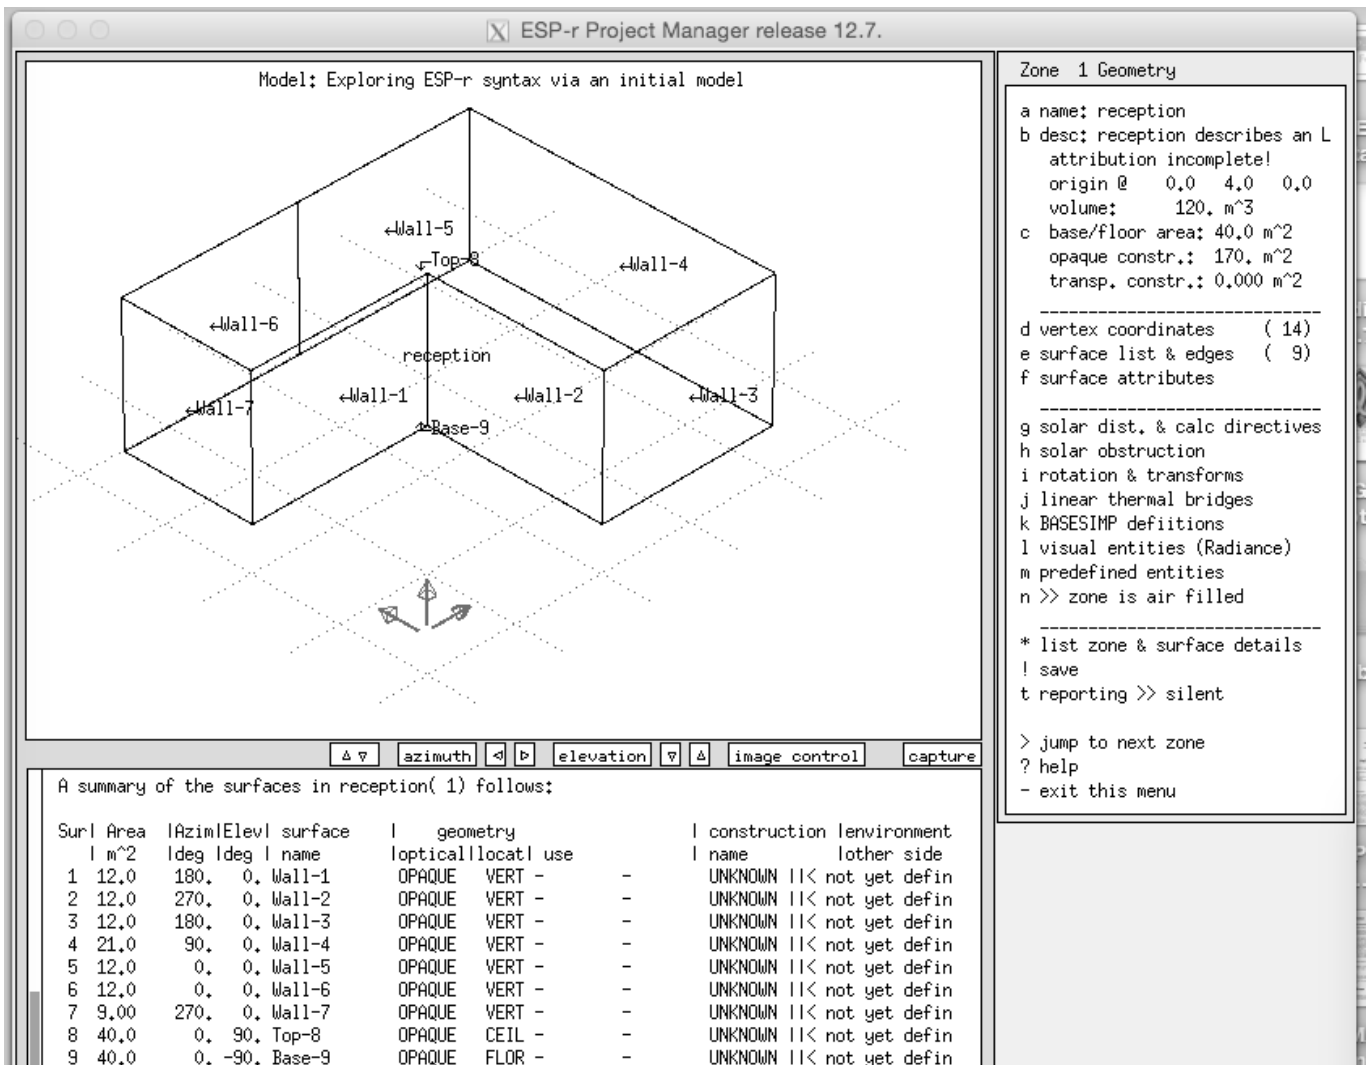 X ESP-r Project Manager release 12.7.
Model: Exploring ESP-r syntax via an initial model
←Wall-5
Top-8
←Wall-4
←Wall-6
reception
←Wall-7
←Wall-1
←Wall-2
←Wall-3
Base-9
azimuth
elevation
image control
capture
A summary of the surfaces in reception( 1) follows:
Sur| Area |Azim|Elev| surface | geometry | construction |environment
| m^2 |deg |deg | name |optical|locat| use | name |other side
1 12.0 180. 0. Wall-1 OPAQUE VERT - - UNKNOWN ||< not yet defin
2 12.0 270. 0. Wall-2 OPAQUE VERT - - UNKNOWN ||< not yet defin
3 12.0 180. 0. Wall-3 OPAQUE VERT - - UNKNOWN ||< not yet defin
4 21.0 90. 0. Wall-4 OPAQUE VERT - - UNKNOWN ||< not yet defin
5 12.0 0. 0. Wall-5 OPAQUE VERT - - UNKNOWN ||< not yet defin
6 12.0 0. 0. Wall-6 OPAQUE VERT - - UNKNOWN ||< not yet defin
7 9.00 270. 0. Wall-7 OPAQUE VERT - - UNKNOWN ||< not yet defin
8 40.0 0. 90. Top-8 OPAQUE CEIL - - UNKNOWN ||< not yet defin
9 40.0 0. -90. Base-9 OPAQUE FLOR - - UNKNOWN ||< not yet defin
Zone 1 Geometry
a name: reception
b desc: reception describes an L
attribution incomplete!
origin @ 0.0 4.0 0.0
volume: 120. m^3
c base/floor area: 40.0 m^2
opaque constr.: 170. m^2
transp. constr.: 0.000 m^2
d vertex coordinates ( 14)
e surface list & edges ( 9)
f surface attributes
g solar dist. & calc directives
h solar obstruction
i rotation & transforms
j linear thermal bridges
k BASESIMP defiitions
l visual entities (Radiance)
m predefined entities
n >> zone is air filled
* list zone & surface details
! save
t reporting >> silent
> jump to next zone
? help
- exit this menu